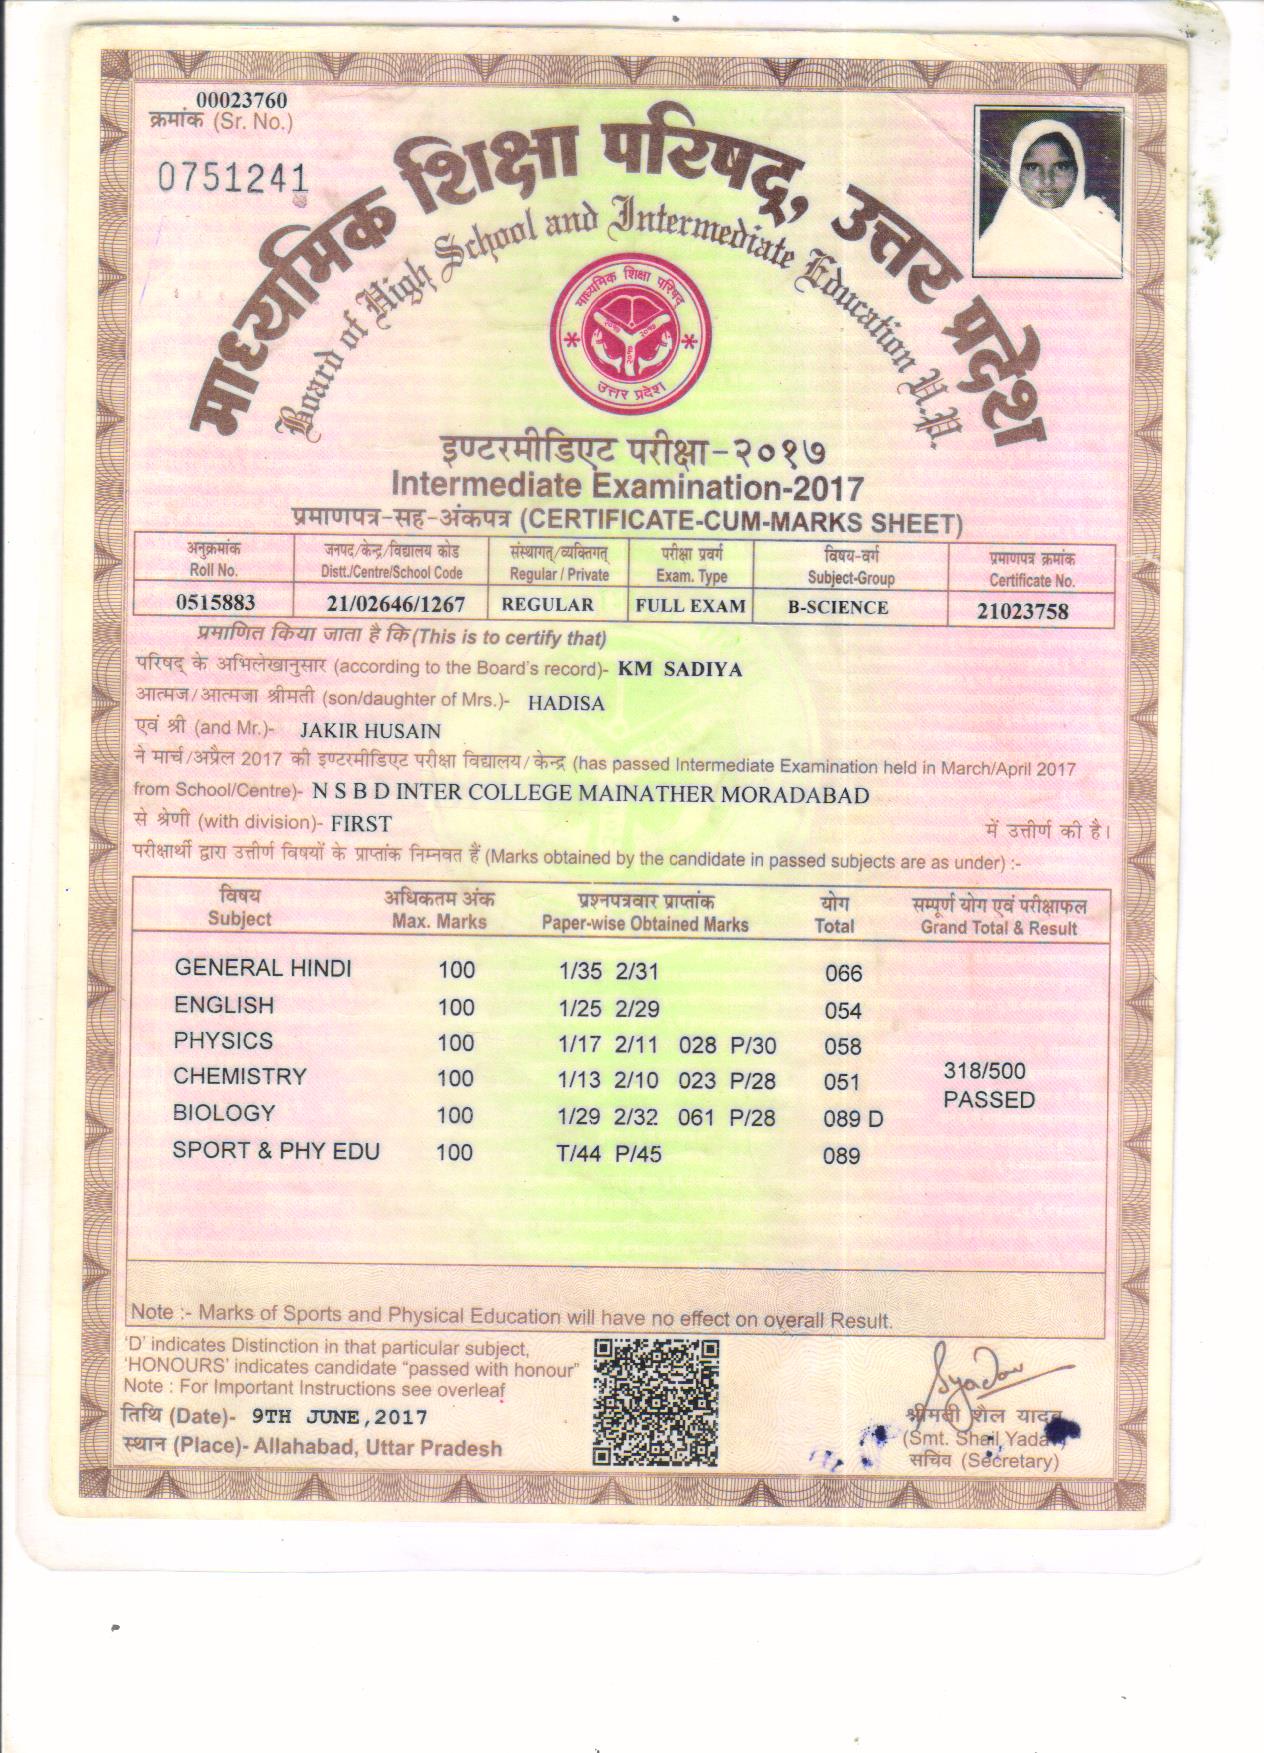 00023760
क्रमांक (Sr. No.)
0751241
माध्यमिक शिक्षा परिषद्, उत्तर प्रदेश
Board of High School and Intermediate Education U.P.
माध्यमिक शिक्षा परिषद्
उत्तर प्रदेश
इण्टरमीडिएट परीक्षा-२०१७
Intermediate Examination-2017
प्रमाणपत्र-सह-अंकपत्र (CERTIFICATE-CUM-MARKS SHEET)
अनुक्रमांक जनपद/केन्द्र/विद्यालय कोड संस्थागत्/व्यक्तिगत् परीक्षा प्रवर्ग विषय-वर्ग प्रमाणपत्र क्रमांक
Roll No. Distt./Centre/School Code Regular / Private Exam. Type Subject-Group Certificate No.
0515883 21/02646/1267 REGULAR FULL EXAM B-SCIENCE 21023758
प्रमाणित किया जाता है कि (This is to certify that)
परिषद् के अभिलेखानुसार (according to the Board's record)- KM SADIYA
आत्मज/आत्मजा श्रीमती (son/daughter of Mrs.)- HADISA
एवं श्री (and Mr.)- JAKIR HUSAIN
ने मार्च/अप्रैल 2017 की इण्टरमीडिएट परीक्षा विद्यालय/केन्द्र (has passed Intermediate Examination held in March/April 2017
from School/Centre)- N S B D INTER COLLEGE MAINATHER MORADABAD
से श्रेणी (with division)- FIRST में उत्तीर्ण की है।
परीक्षार्थी द्वारा उत्तीर्ण विषयों के प्राप्तांक निम्नवत हैं (Marks obtained by the candidate in passed subjects are as under) :-
विषय अधिकतम अंक प्रश्नपत्रवार प्राप्तांक योग सम्पूर्ण योग एवं परीक्षाफल
Subject Max. Marks Paper-wise Obtained Marks Total Grand Total & Result
GENERAL HINDI 100 1/35 2/31 066
ENGLISH 100 1/25 2/29 054
PHYSICS 100 1/17 2/11 028 P/30 058
CHEMISTRY 100 1/13 2/10 023 P/28 051 318/500
BIOLOGY 100 1/29 2/32 061 P/28 089 D PASSED
SPORT & PHY EDU 100 T/44 P/45 089
Note :- Marks of Sports and Physical Education will have no effect on overall Result.
'D' indicates Distinction in that particular subject,
'HONOURS' indicates candidate "passed with honour"
Note : For Important Instructions see overleaf
तिथि (Date)- 9TH JUNE,2017
स्थान (Place)- Allahabad, Uttar Pradesh
Syadav
श्रीमती शैल यादव
(Smt. Shail Yadav)
सचिव (Secretary)